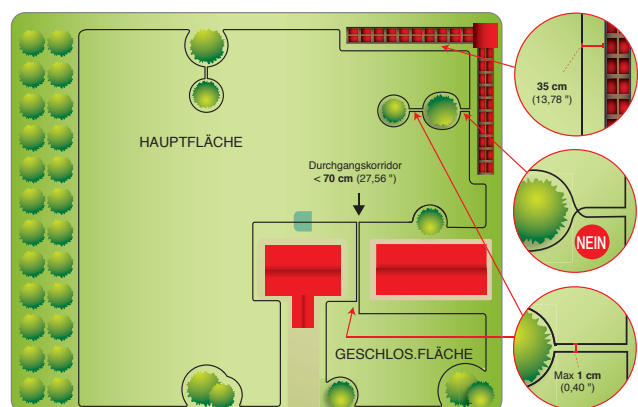 HAUPTFLÄCHE
Durchgangskorridor
< 70 cm (27,56 ")
GESCHLOS.FLÄCHE
35 cm
(13,78 ")
NEIN
Max 1 cm
(0,40 ")